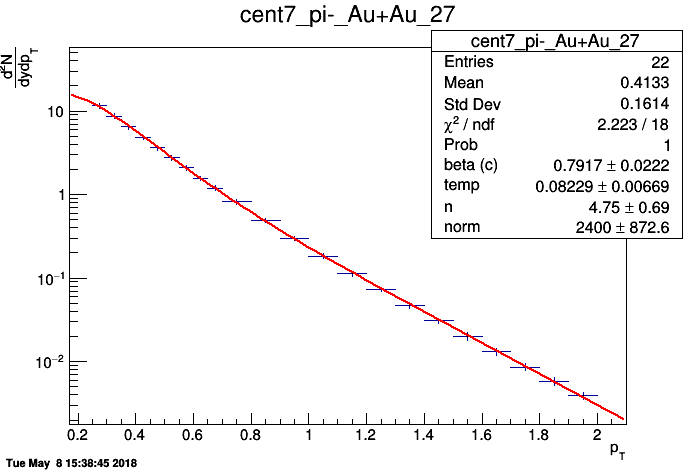 cent7_pi-_Au+Au_27
d²N
dydp_T
cent7_pi-_Au+Au_27
Entries 22
Mean 0.4133
Std Dev 0.1614
χ² / ndf 2.223 / 18
Prob 1
beta (c) 0.7917 ± 0.0222
temp 0.08229 ± 0.00669
n 4.75 ± 0.69
norm 2400 ± 872.6
10
1
10⁻¹
10⁻²
0.2 0.4 0.6 0.8 1 1.2 1.4 1.6 1.8 2
p_T
Tue May 8 15:38:45 2018